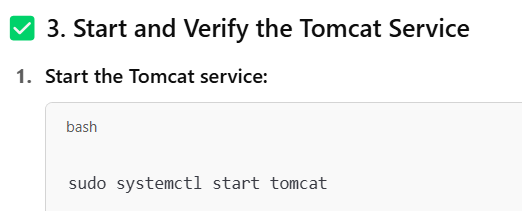 ✅ 3. Start and Verify the Tomcat Service
1. Start the Tomcat service:
bash
sudo systemctl start tomcat